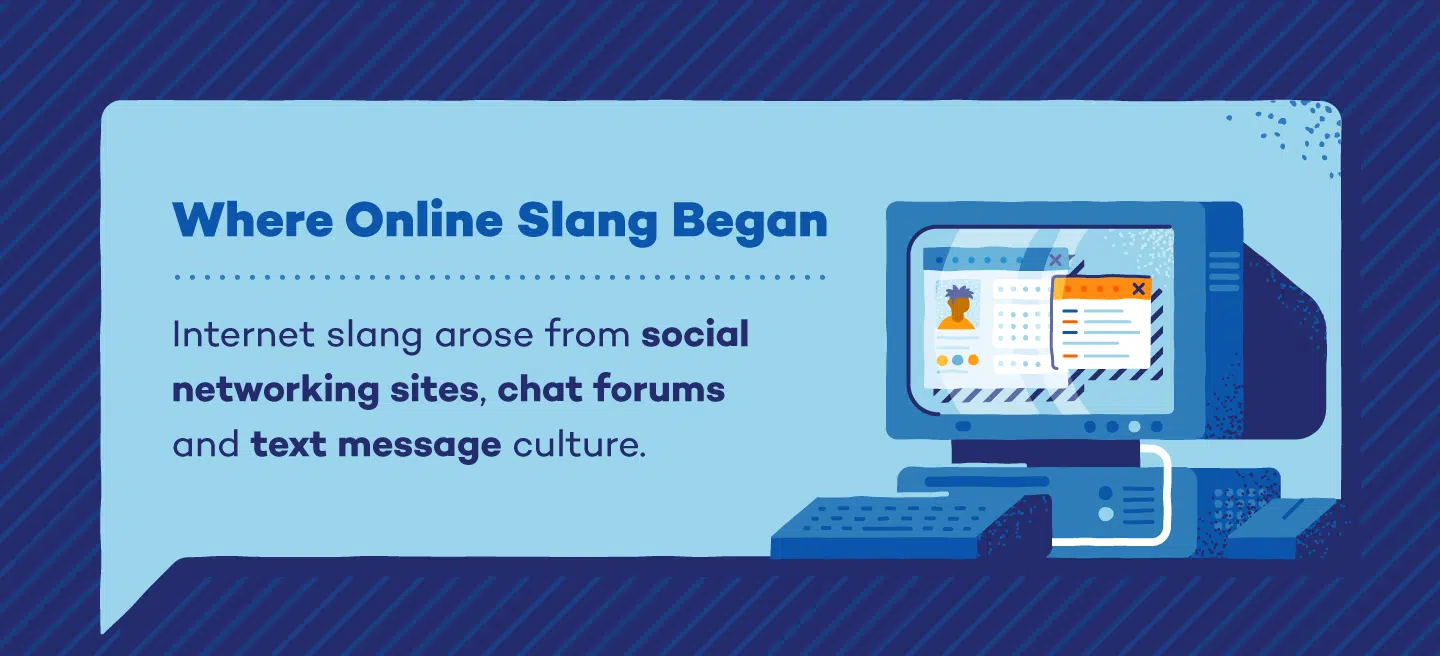 Where Online Slang Began
Internet slang arose from social
networking sites, chat forums
and text message culture.